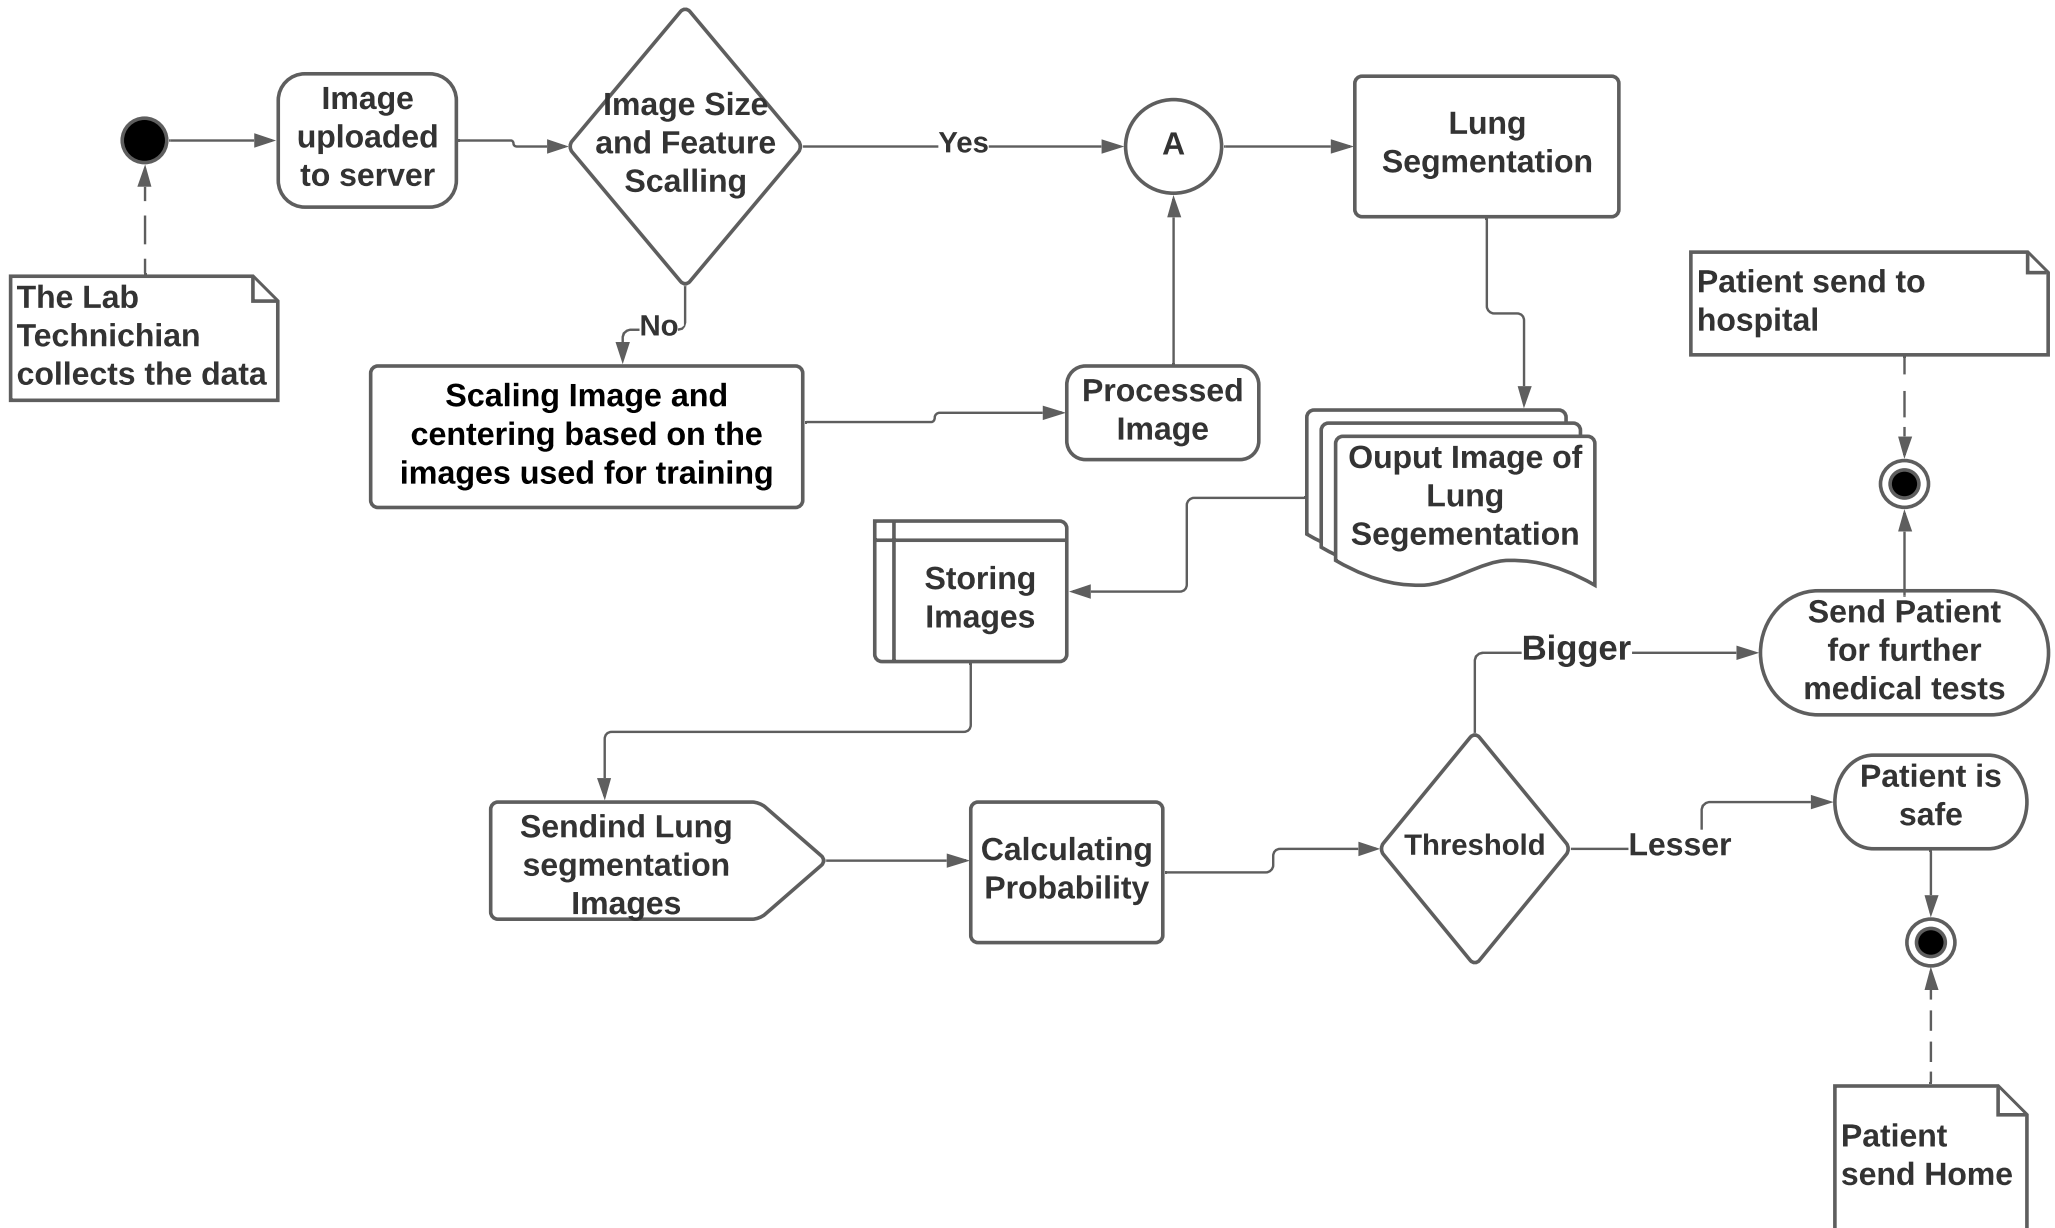 Image
uploaded
to server
Image Size
and Feature
Scalling
Yes
A
Lung
Segmentation
The Lab
Technichian
collects the data
No
Scaling Image and
centering based on the
images used for training
Processed
Image
Patient send to
hospital
Ouput Image of
Lung
Segementation
Storing
Images
Bigger
Send Patient
for further
medical tests
Sendind Lung
segmentation
Images
Calculating
Probability
Threshold
Lesser
Patient is
safe
Patient
send Home